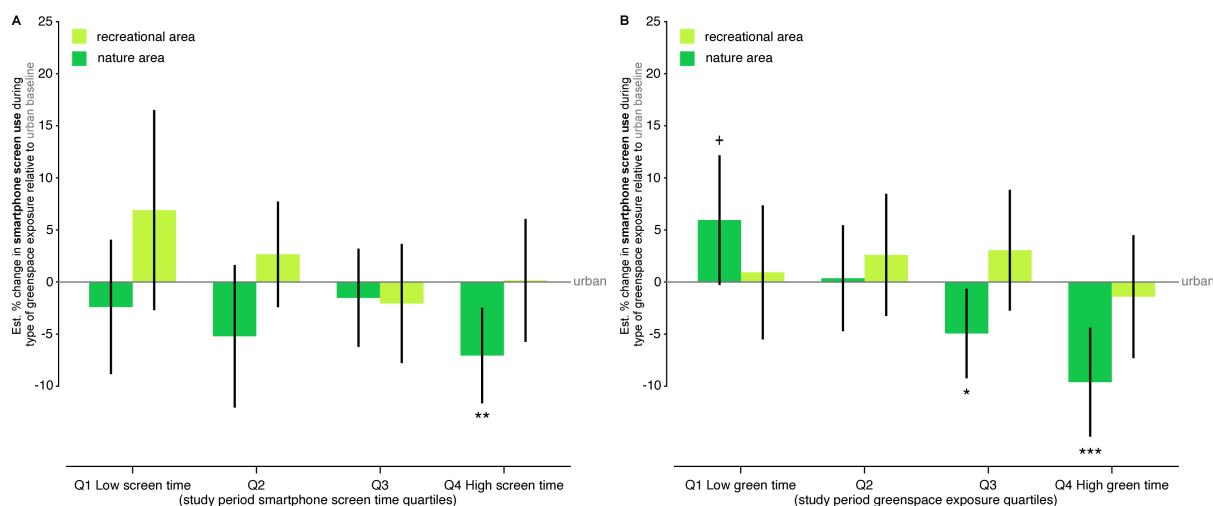 A
Est. % change in smartphone screen use during
type of greenspace exposure relative to urban baseline
25
20
15
10
5
0
-5
-10
recreational area
nature area
urban
**
Q1 Low screen time
Q2
Q3
Q4 High screen time
(study period smartphone screen time quartiles)
B
Est. % change in smartphone screen use during
type of greenspace exposure relative to urban baseline
25
20
15
10
5
0
-5
-10
recreational area
nature area
+
urban
*
***
Q1 Low green time
Q2
Q3
Q4 High green time
(study period greenspace exposure quartiles)